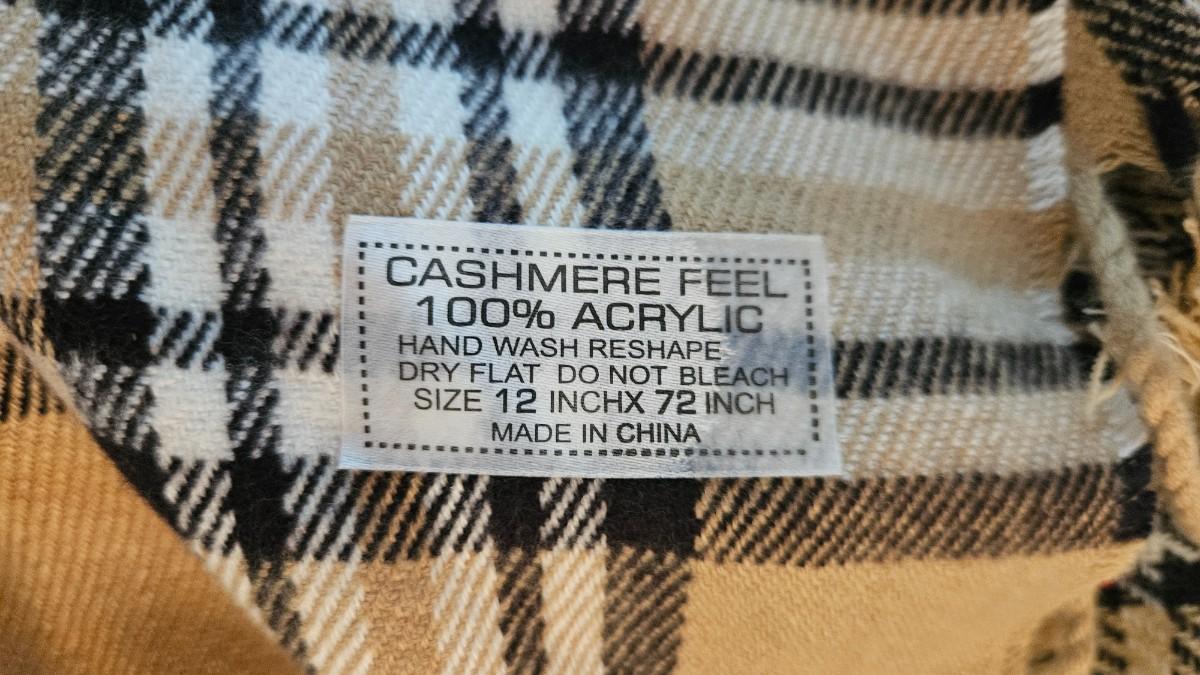 CASHMERE FEEL
100% ACRYLIC
HAND WASH RESHAPE
DRY FLAT DO NOT BLEACH
SIZE 12 INCHX 72 INCH
MADE IN CHINA